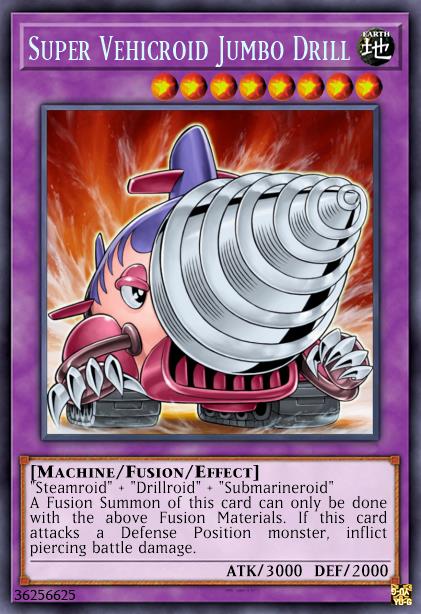 Super Vehicroid Jumbo Drill
EARTH
地
[Machine/Fusion/Effect]
"Steamroid" + "Drillroid" + "Submarineroid"
A Fusion Summon of this card can only be done
with the above Fusion Materials. If this card
attacks a Defense Position monster, inflict
piercing battle damage.
ATK/3000 DEF/2000
36256625